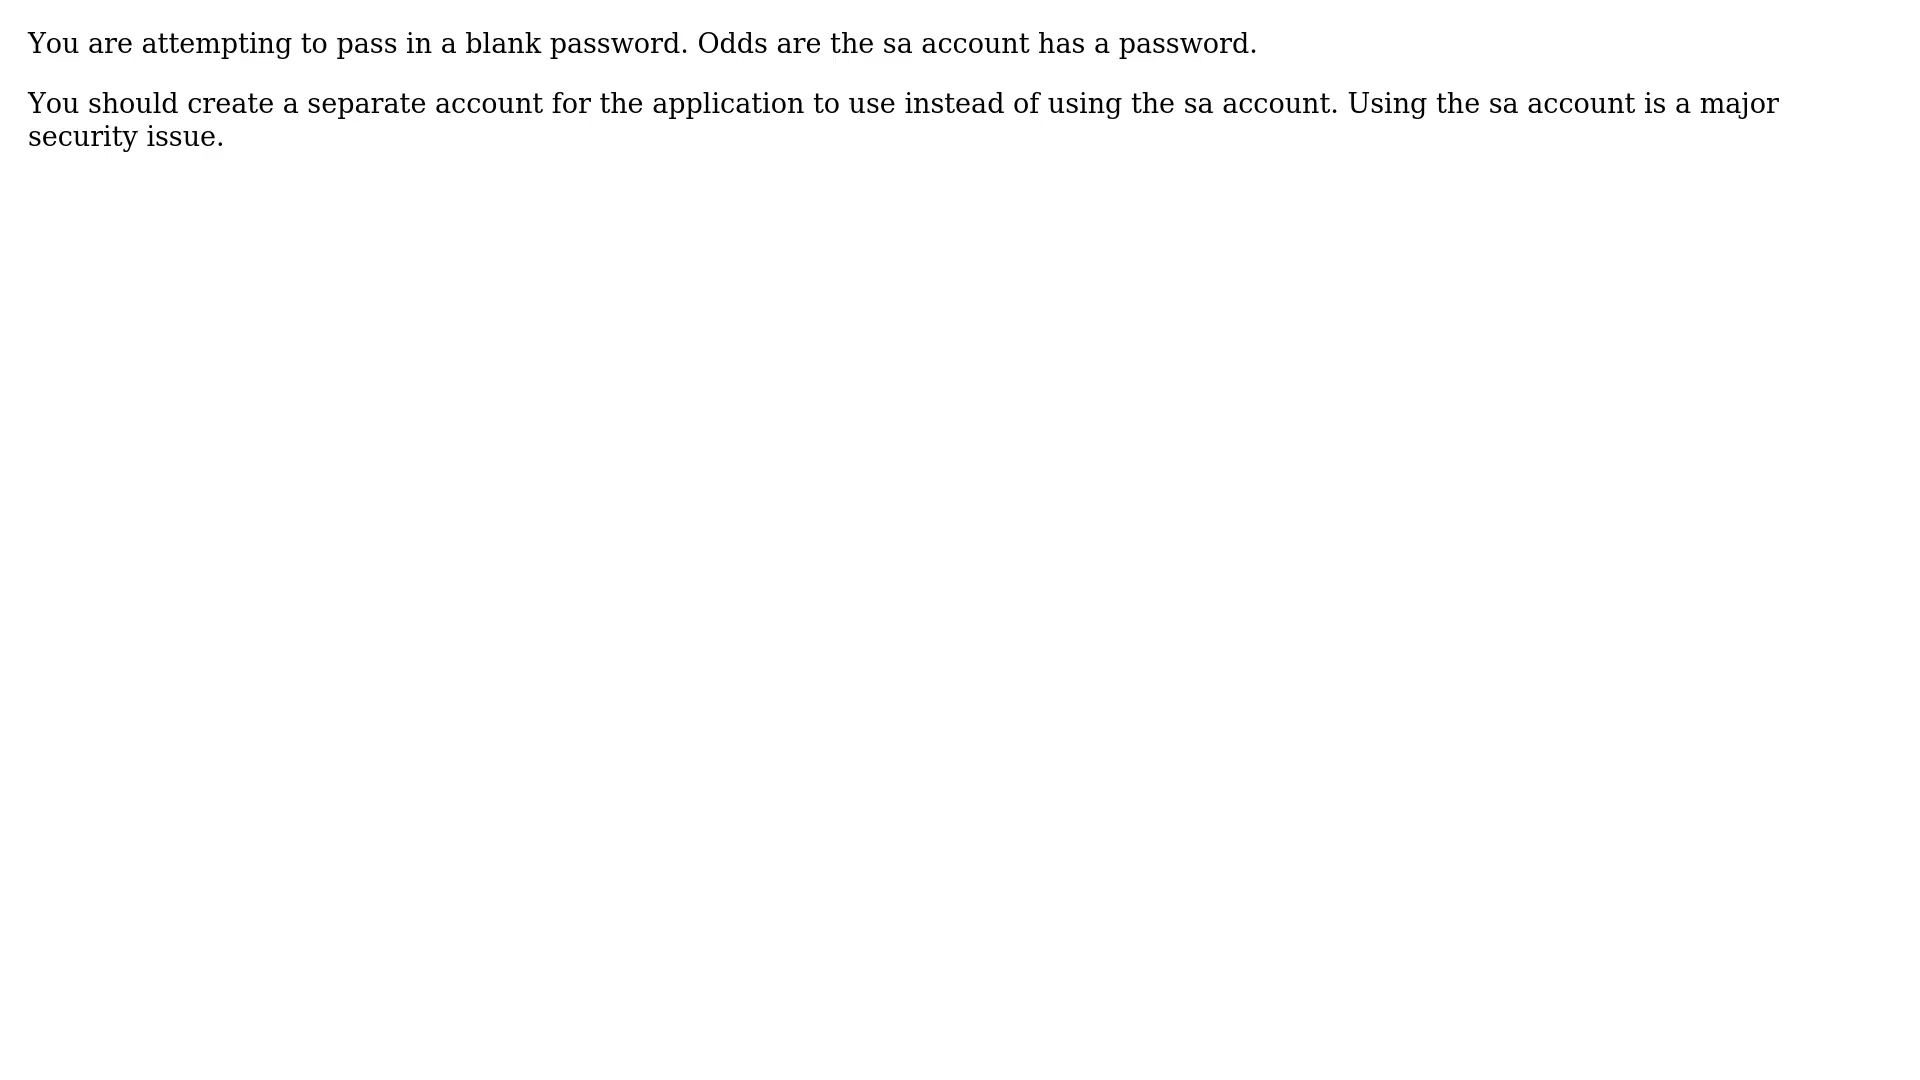 You are attempting to pass in a blank password. Odds are the sa account has a password.
You should create a separate account for the application to use instead of using the sa account. Using the sa account is a major
security issue.